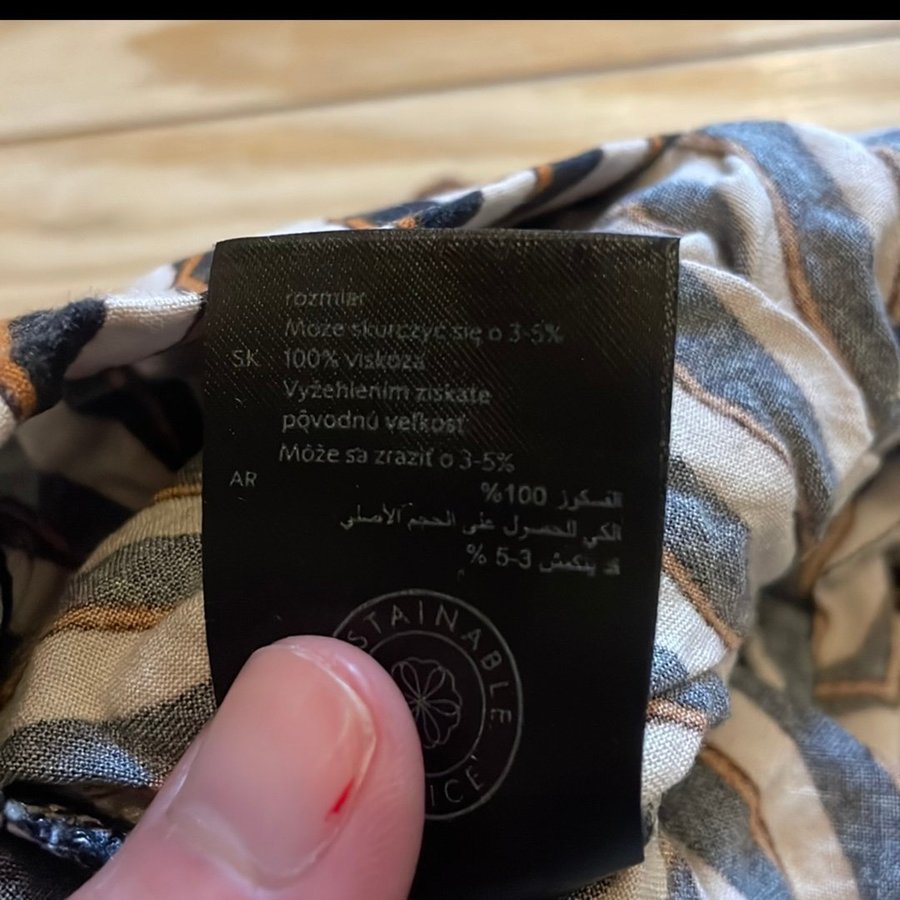 rozmiar
Może skurczyć się o 3-5%
SK 100% viskóza
Vyžehlením získate
pôvodnú veľkosť
Môže sa zraziť o 3-5%
AR
الفسكوز 100%
الكي للحصول على الحجم الأصلي
قد ينكمش 3-5 %
STAINABLE
ICE